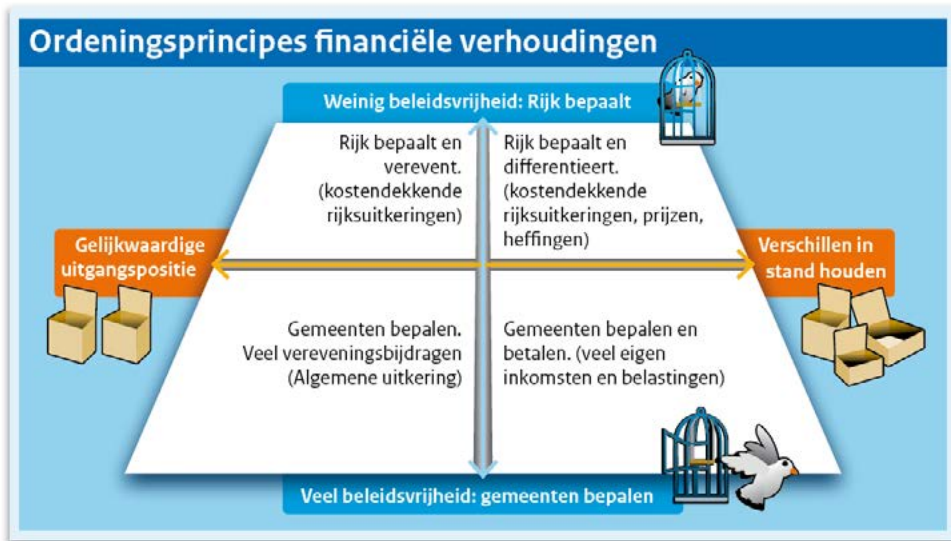 Ordeningsprincipes financiële verhoudingen
Weinig beleidsvrijheid: Rijk bepaalt
Rijk bepaalt en
verevent.
(kostendekkende
rijksuitkeringen)
Rijk bepaalt en
differentieert.
(kostendekkende
rijksuitkeringen, prijzen,
heffingen)
Gelijkwaardige
uitgangspositie
Verschillen in
stand houden
Gemeenten bepalen.
Veel vereveningsbijdragen
(Algemene uitkering)
Gemeenten bepalen en
betalen. (veel eigen
inkomsten en belastingen)
Veel beleidsvrijheid: gemeenten bepalen